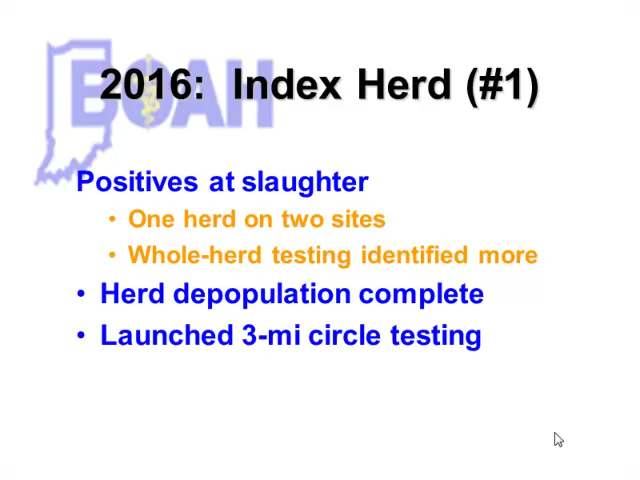 BOAH
2016: Index Herd (#1)
Positives at slaughter
• One herd on two sites
• Whole-herd testing identified more
• Herd depopulation complete
• Launched 3-mi circle testing